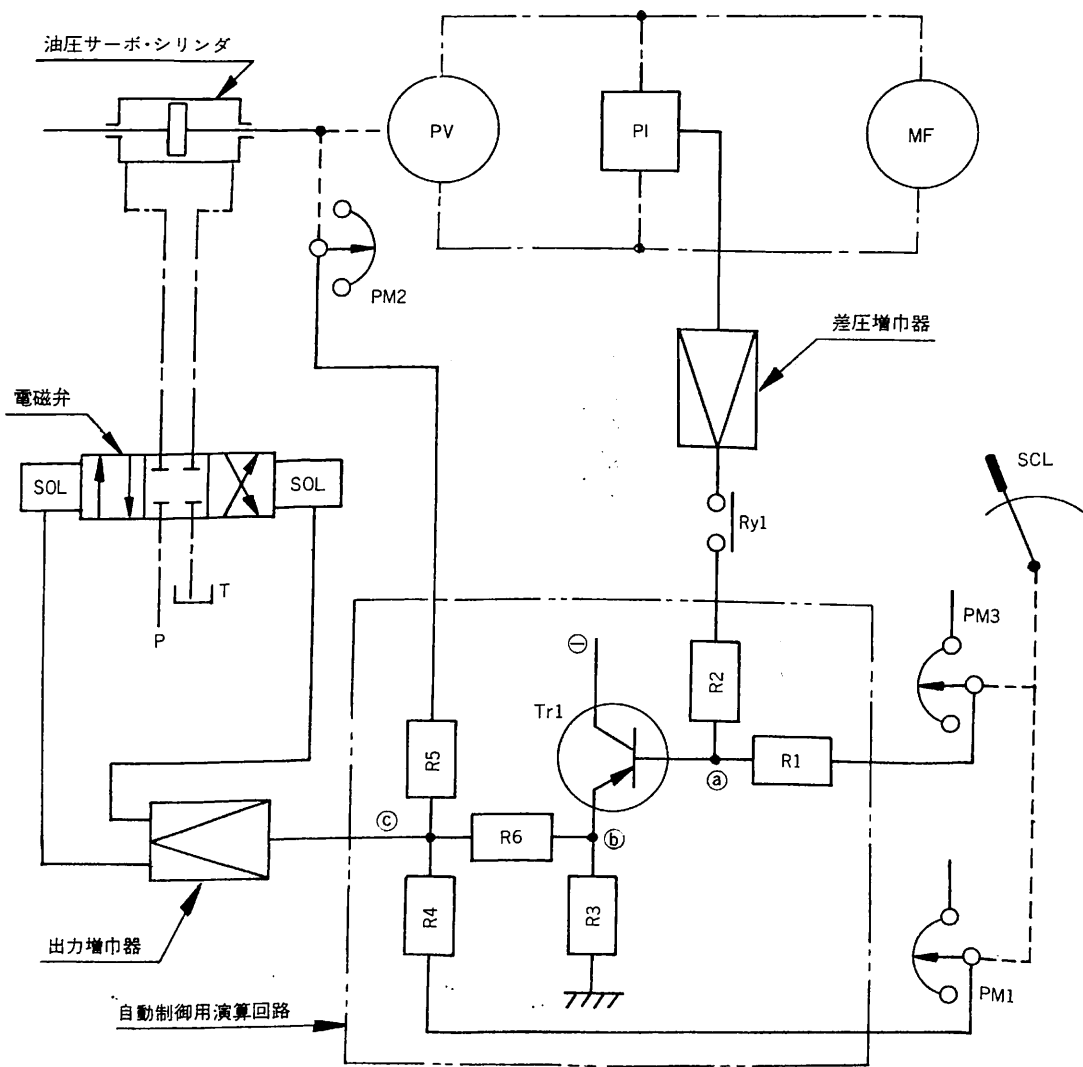 油圧サーボ・シリンダ
PV
PI
MF
PM2
差圧増巾器
電磁弁
SOL
SOL
SCL
Ry1
T
P
PM3
㊀
R2
Tr1
R5
R1
ⓐ
ⓒ
R6
ⓑ
R4
R3
出力増巾器
PM1
自動制御用演算回路